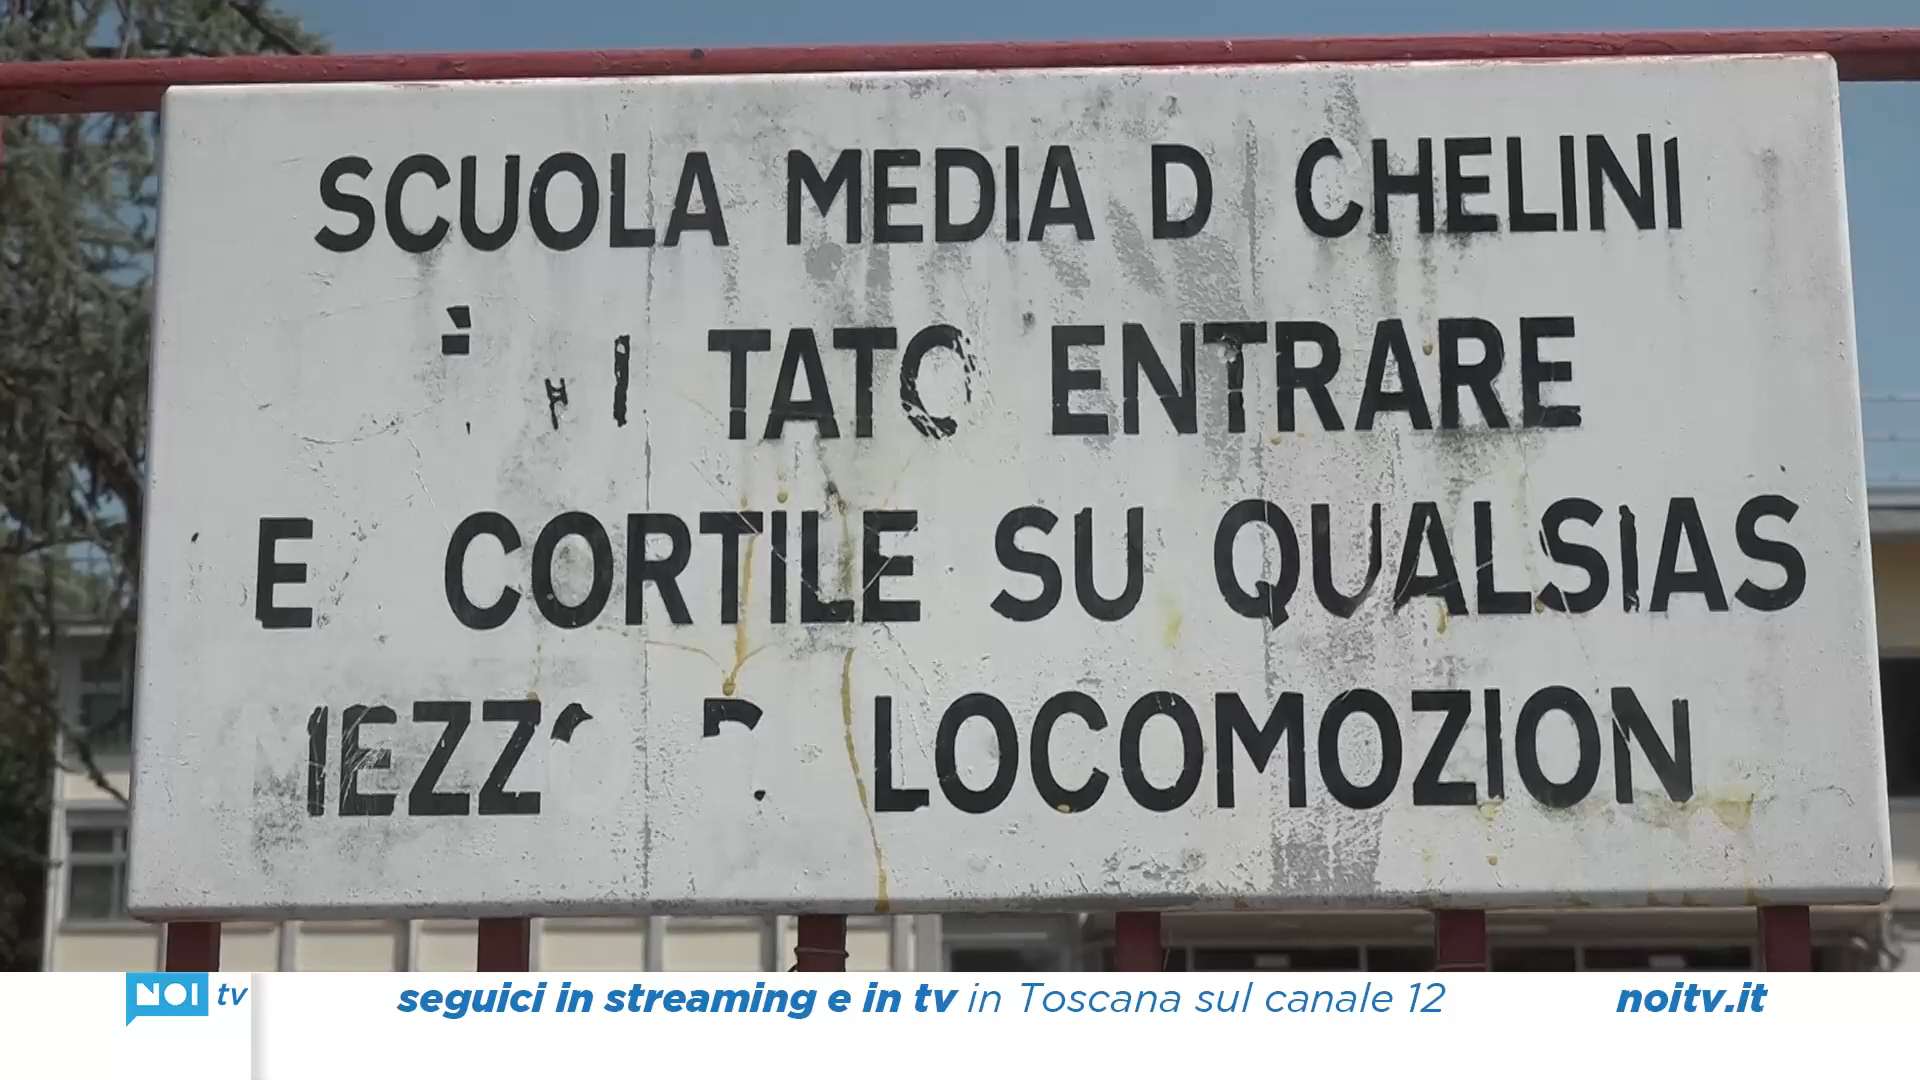 SCUOLA MEDIA D CHELINI
TATO ENTRARE
E CORTILE SU QUALSIAS
MEZZO D LOCOMOZION
NOI tv
seguici in streaming e in tv in Toscana sul canale 12
noitv.it